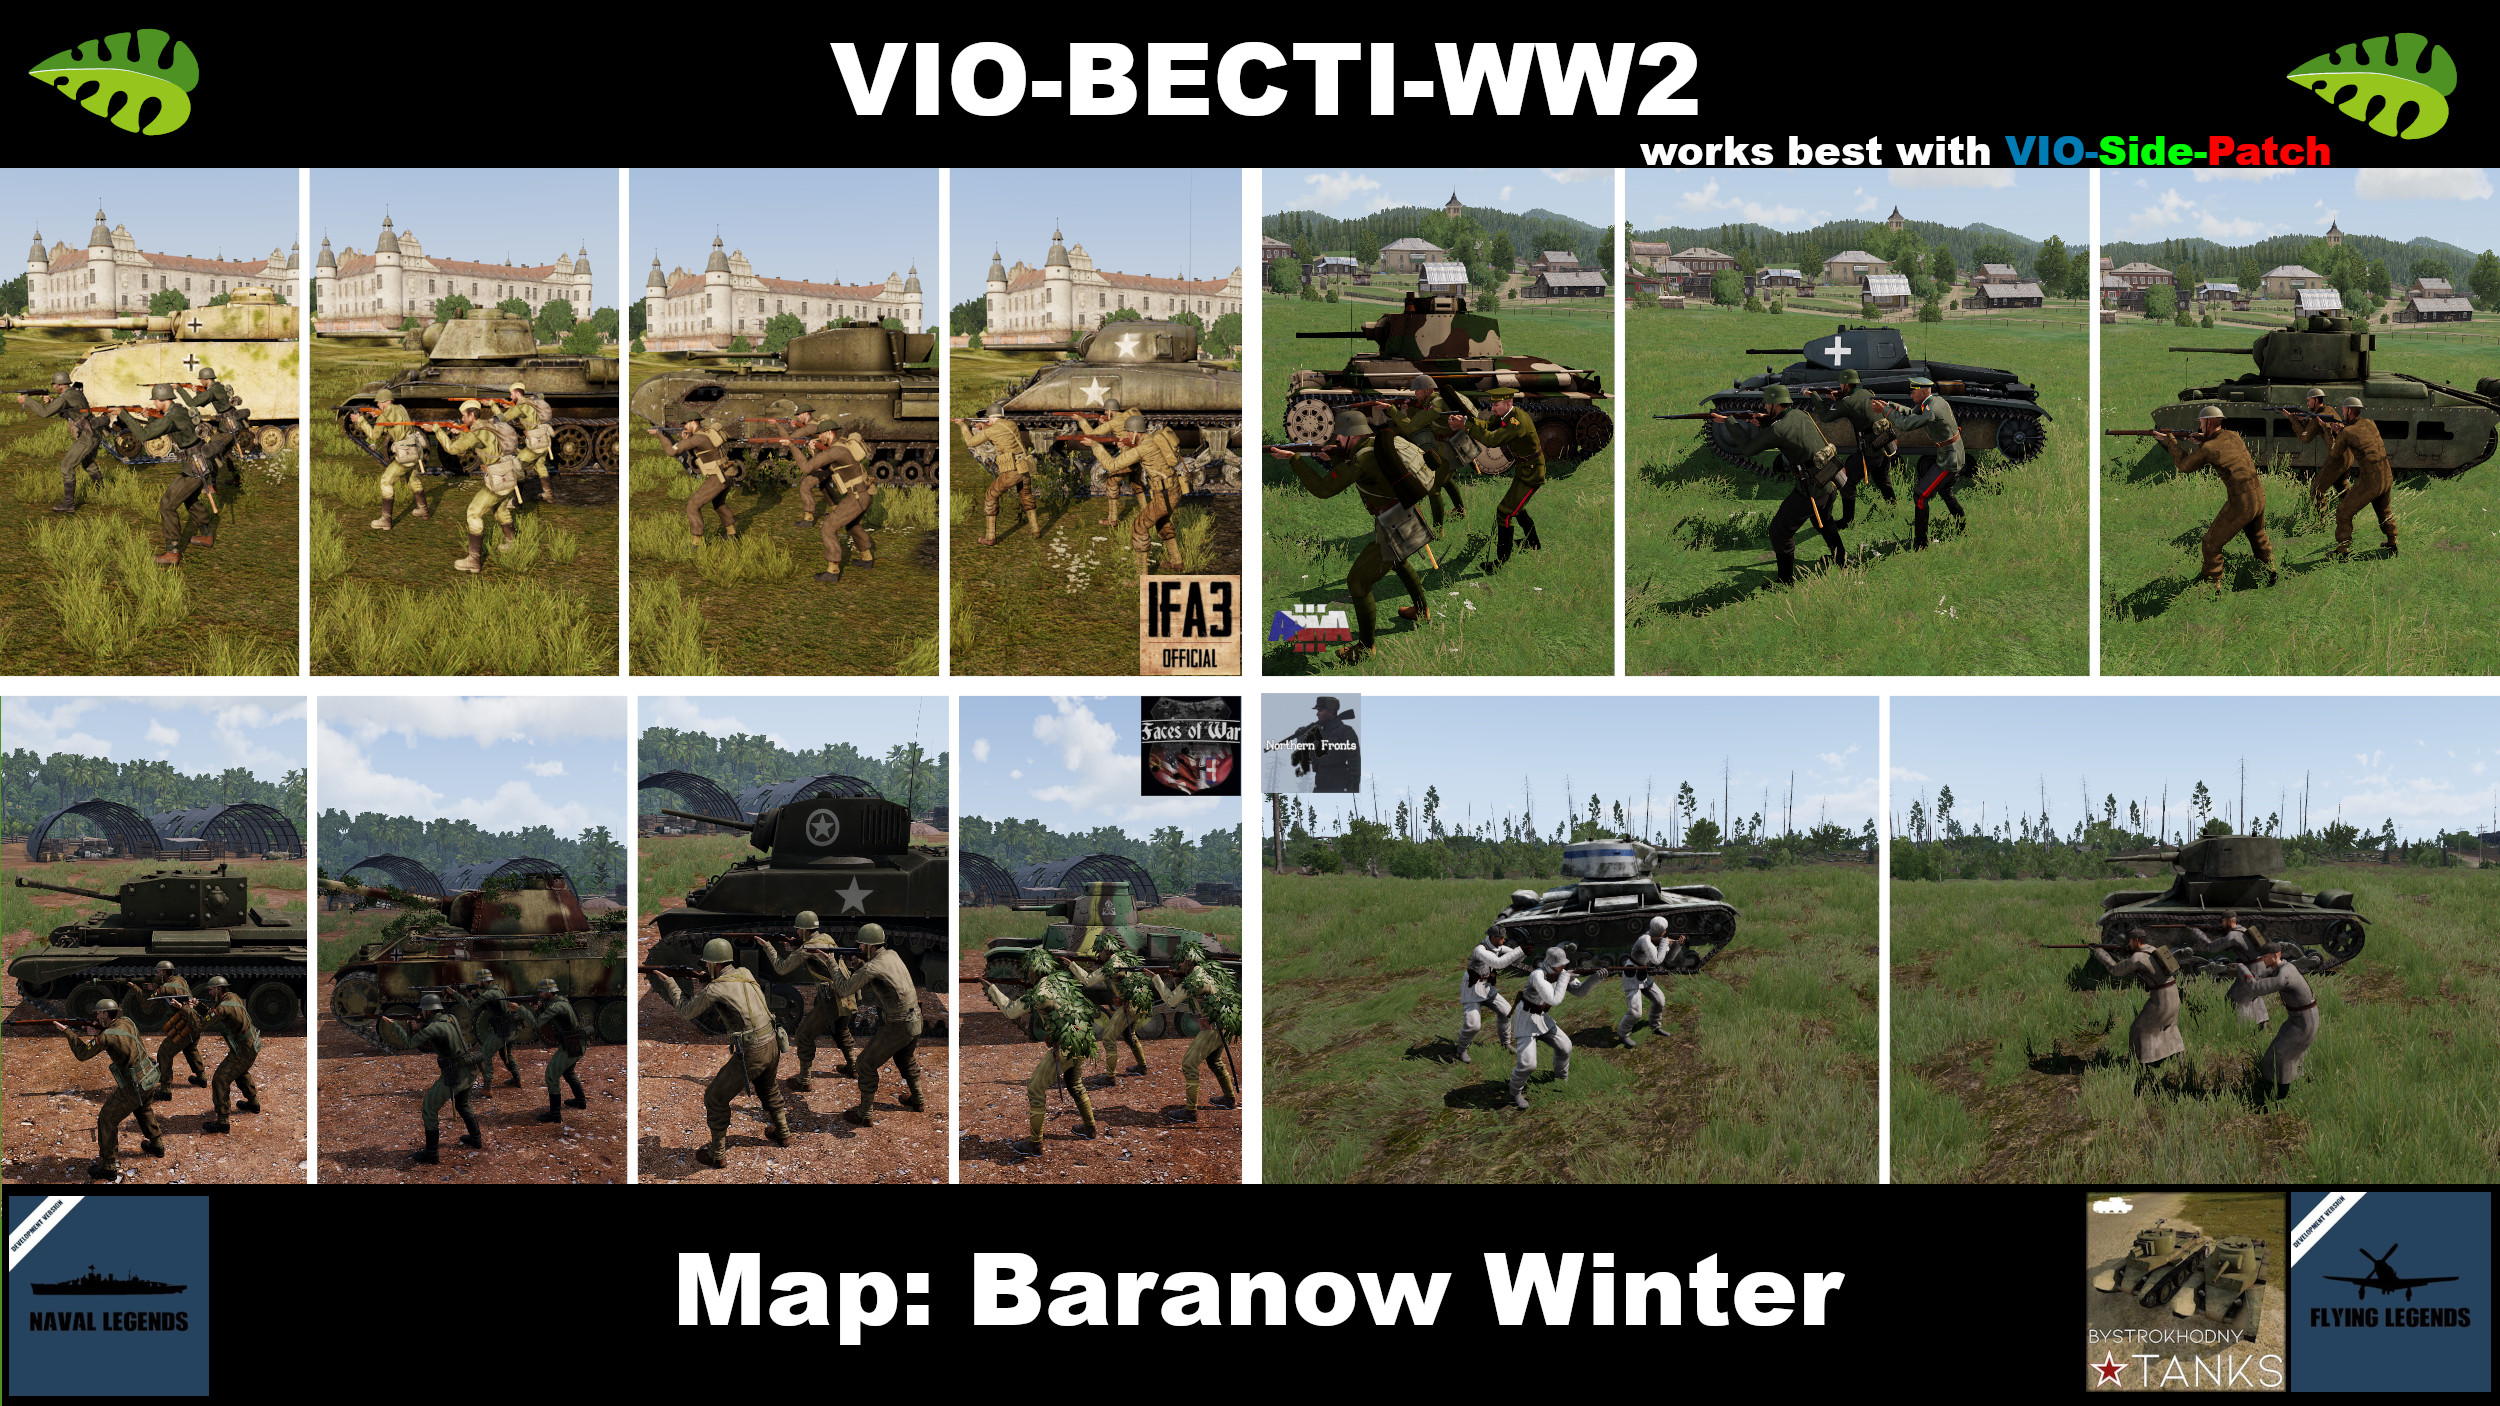 VIO-BECTI-WW2
works best with VIO-Side-Patch
IFA3
OFFICIAL
ARMA
Faces of War
Northern Fronts
DEVELOPMENT VERSION
NAVAL LEGENDS
Map: Baranow Winter
BYSTROKHODNY
TANKS
DEVELOPMENT VERSION
FLYING LEGENDS